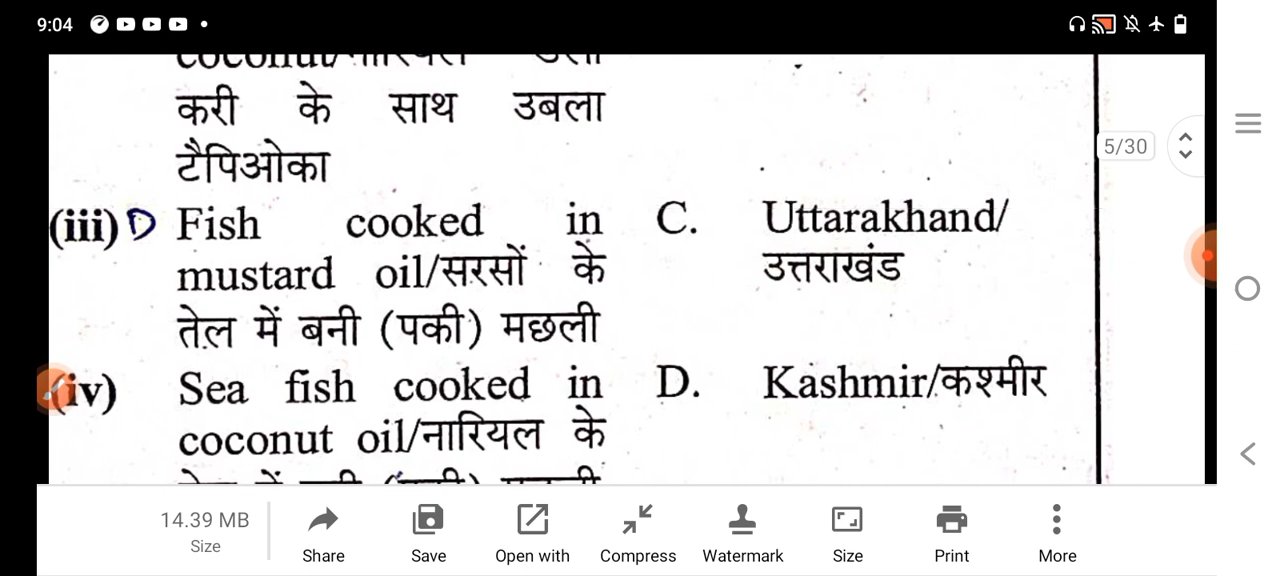 9:04
करी के साथ उबला
टैपिओका
5/30
(iii) D Fish cooked in C. Uttarakhand/
mustard oil/सरसों के उत्तराखंड
तेल में बनी (पकी) मछली
(iv) Sea fish cooked in D. Kashmir/कश्मीर
coconut oil/नारियल के
14.39 MB
Size
Share Save Open with Compress Watermark Size Print More